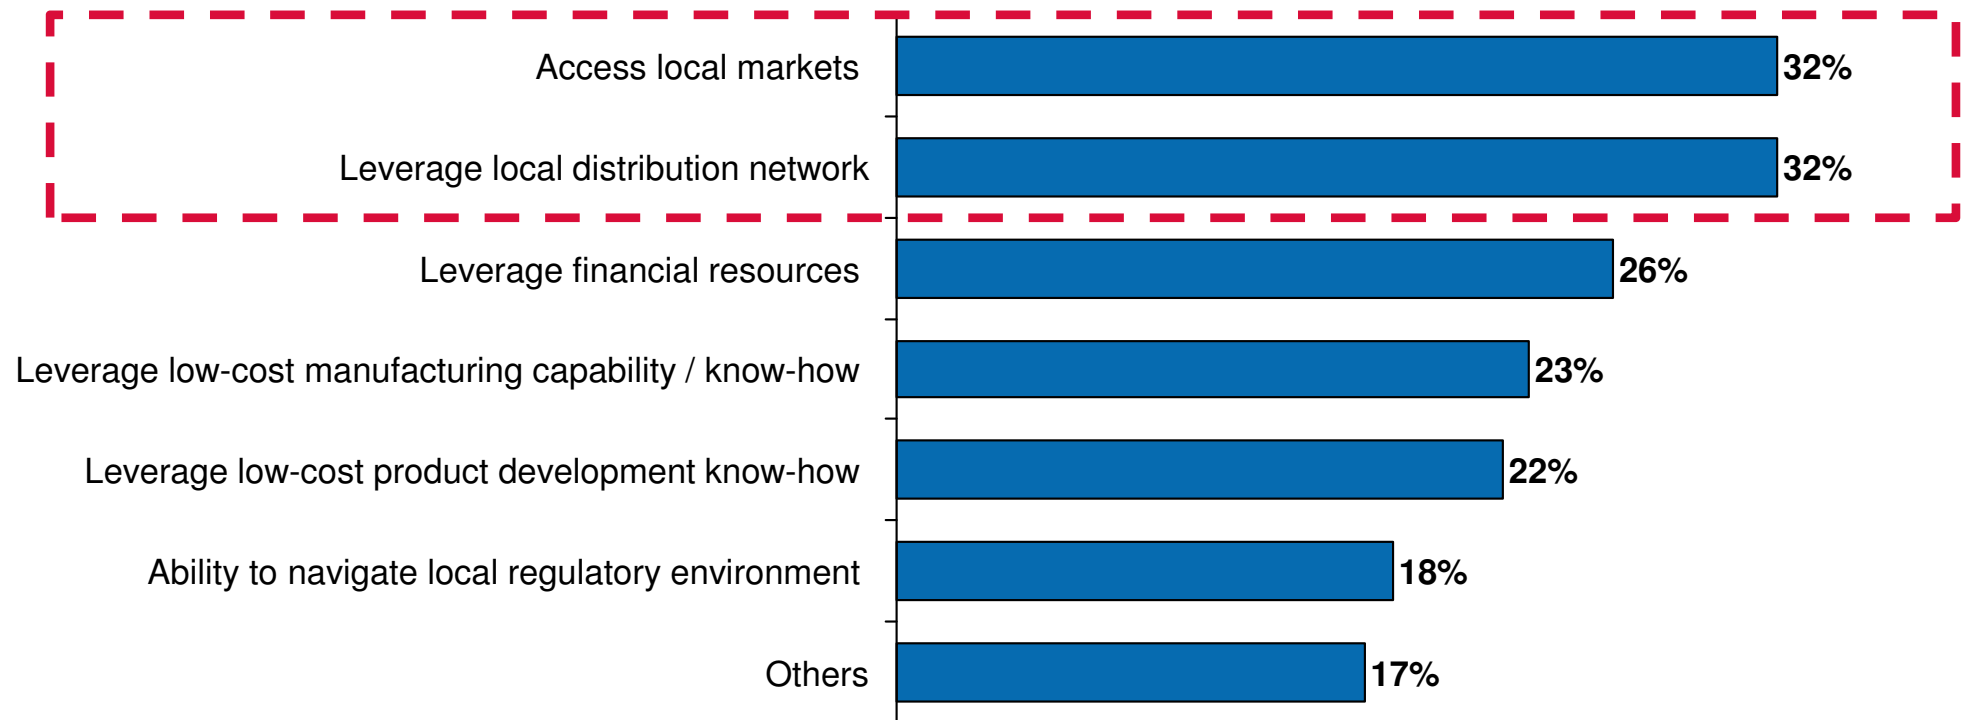 Access local markets 32%
Leverage local distribution network 32%
Leverage financial resources 26%
Leverage low-cost manufacturing capability / know-how 23%
Leverage low-cost product development know-how 22%
Ability to navigate local regulatory environment 18%
Others 17%